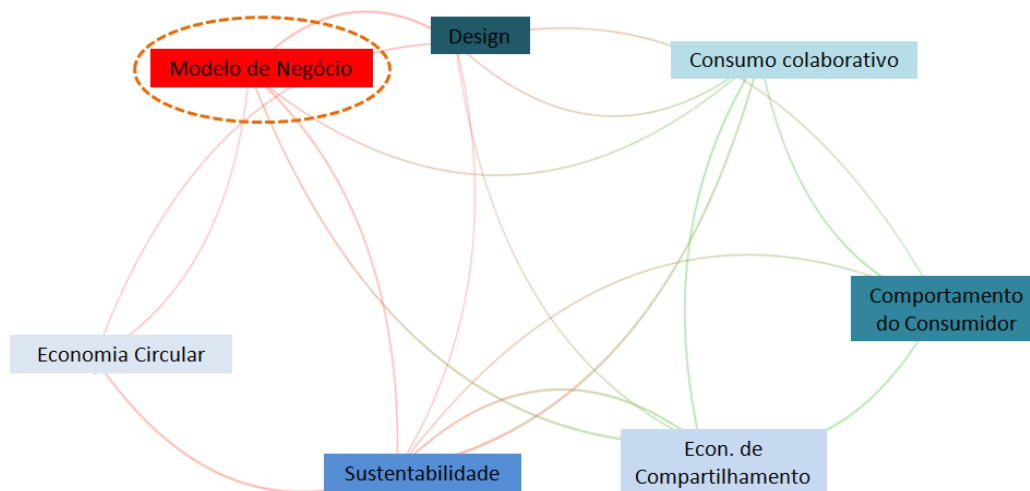 Design
Modelo de Negócio
Consumo colaborativo
Comportamento
do Consumidor
Economia Circular
Econ. de
Compartilhamento
Sustentabilidade